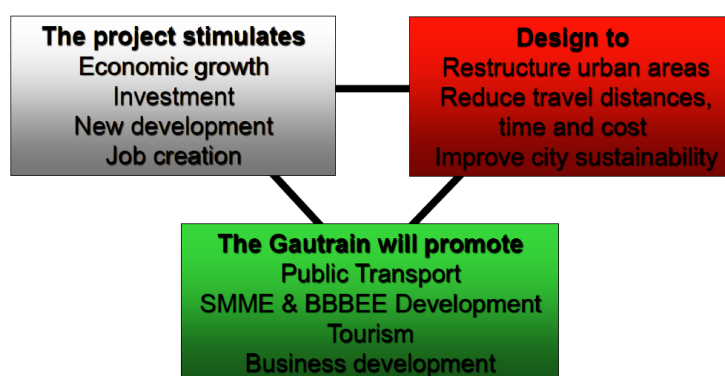 The project stimulates
Economic growth
Investment
New development
Job creation
Design to
Restructure urban areas
Reduce travel distances,
time and cost
Improve city sustainability
The Gautrain will promote
Public Transport
SMME & BBBEE Development
Tourism
Business development